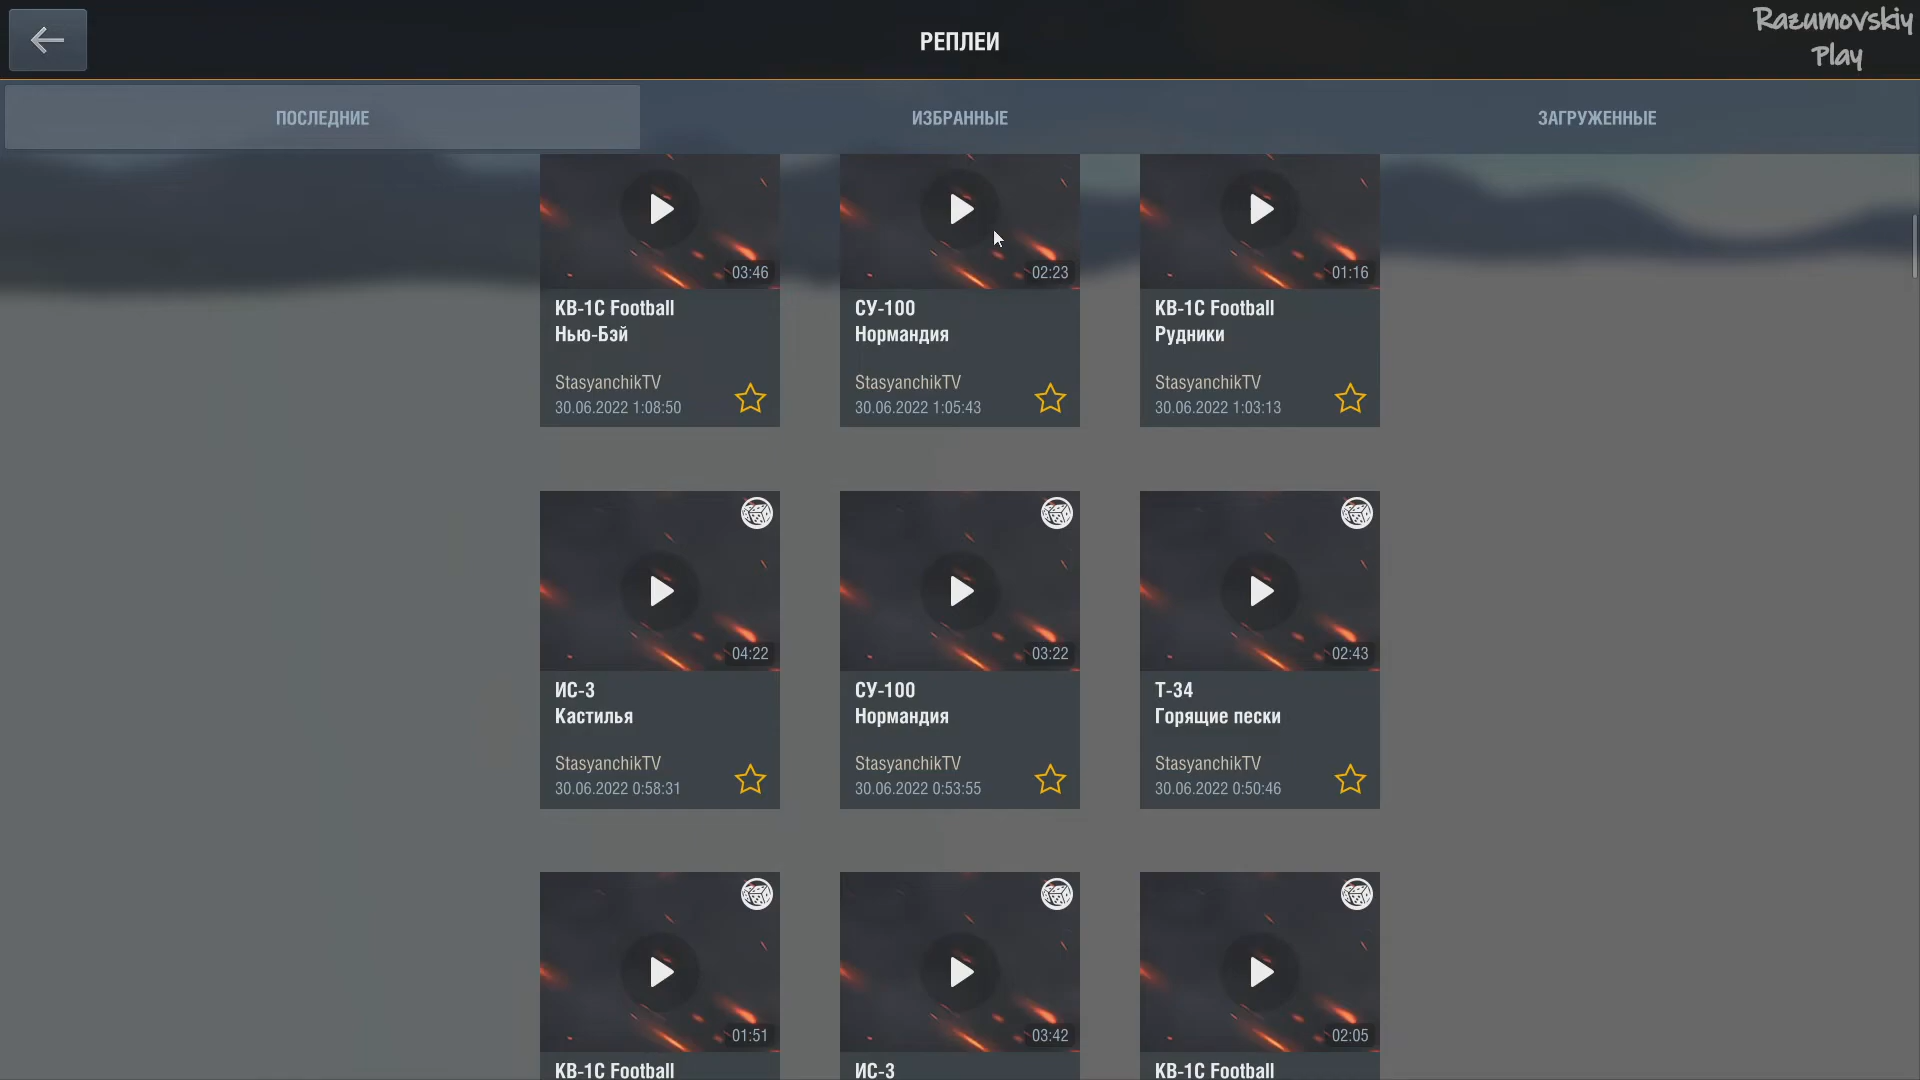 РЕПЛЕИ
Razumovskiy
Play
ПОСЛЕДНИЕ
ИЗБРАННЫЕ
ЗАГРУЖЕННЫЕ
03:46
КВ-1С Football
Нью-Бэй
StasyanchikTV
30.06.2022 1:08:50
02:23
СУ-100
Нормандия
StasyanchikTV
30.06.2022 1:05:43
01:16
КВ-1С Football
Рудники
StasyanchikTV
30.06.2022 1:03:13
04:22
ИС-3
Кастилья
StasyanchikTV
30.06.2022 0:58:31
03:22
СУ-100
Нормандия
StasyanchikTV
30.06.2022 0:53:55
02:43
Т-34
Горящие пески
StasyanchikTV
30.06.2022 0:50:46
01:51
КВ-1С Football
03:42
ИС-3
02:05
КВ-1С Football